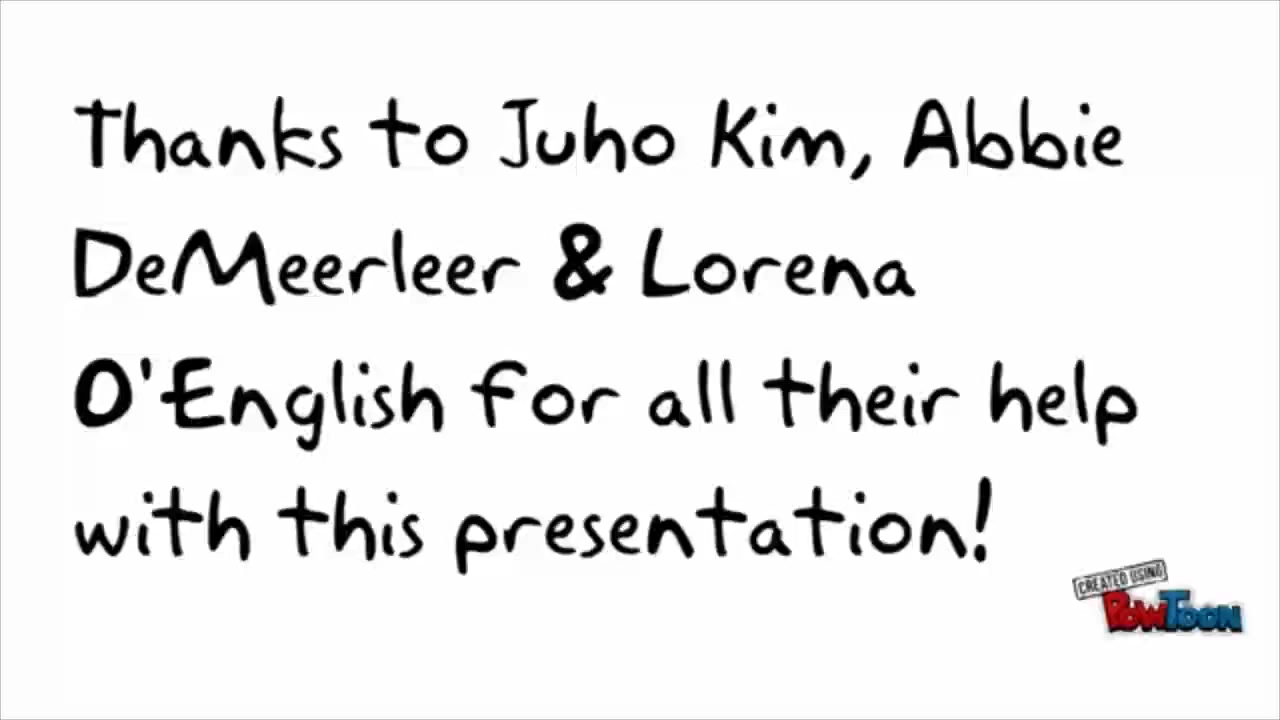 Thanks to Juho Kim, Abbie
DeMeerleer & Lorena
O'English for all their help
with this presentation!
CREATED USING
PowToon